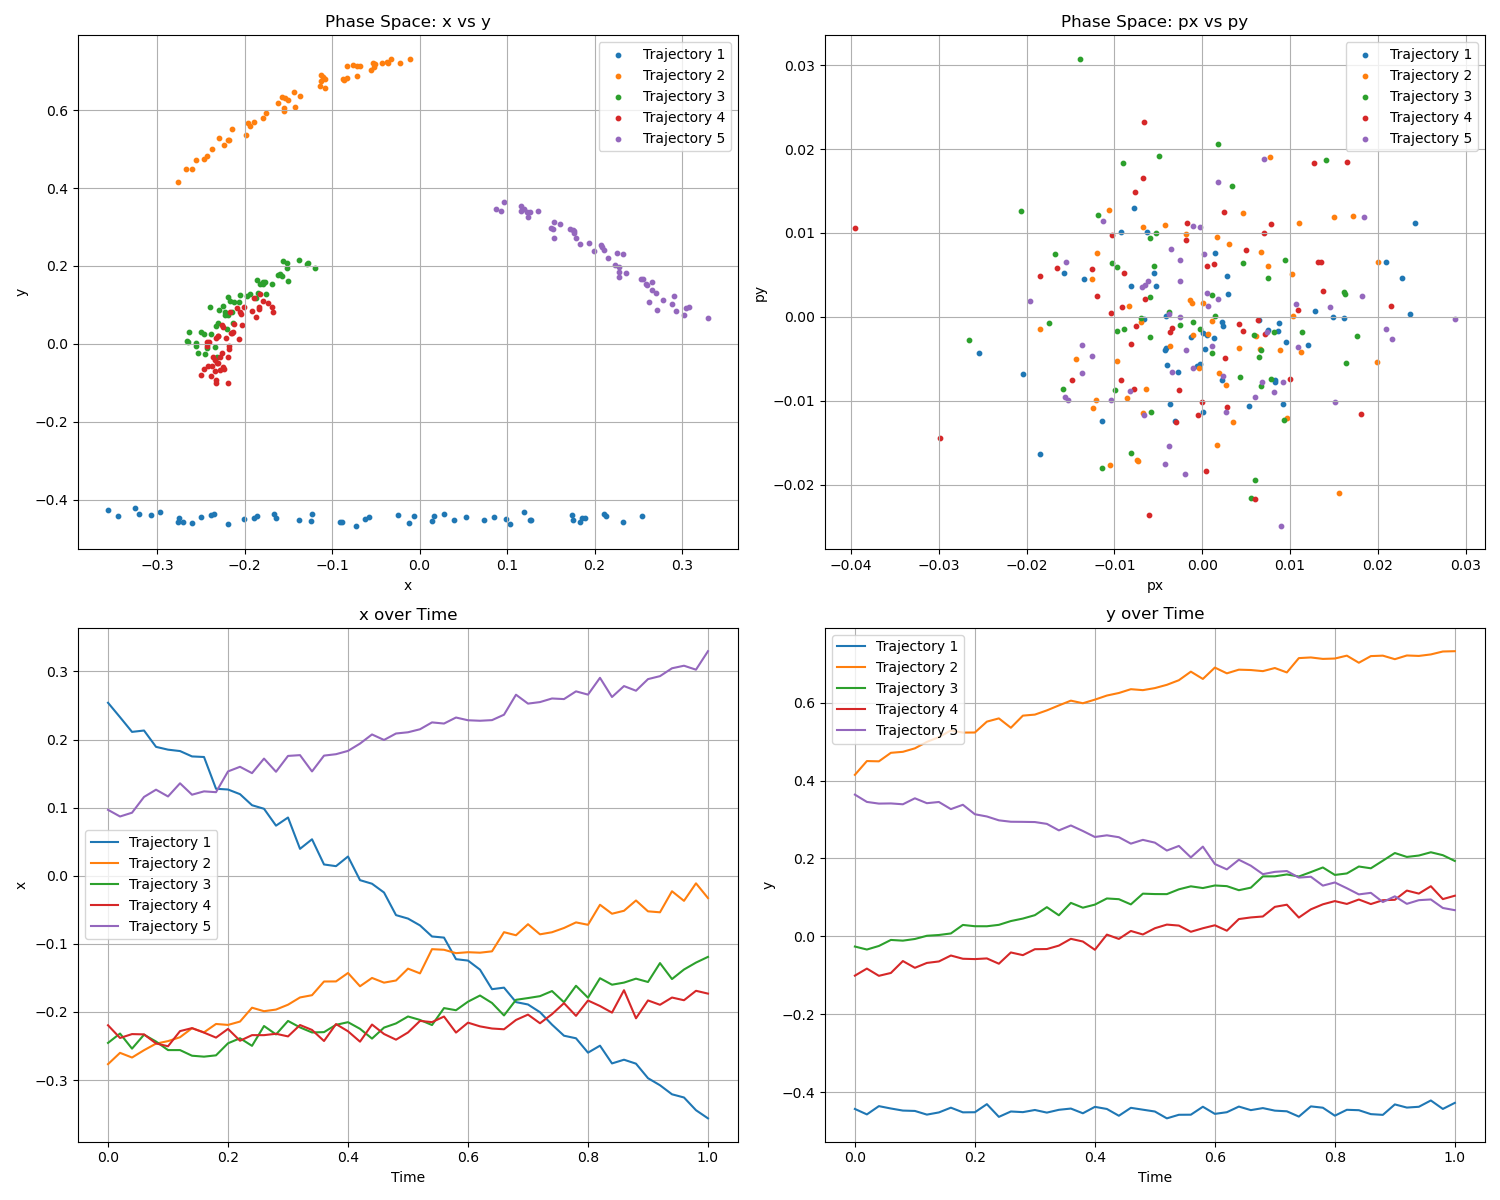 Phase Space: x vs y
y
0.6
0.4
0.2
0.0
−0.2
−0.4
−0.3
−0.2
−0.1
0.0
0.1
0.2
0.3
x
Trajectory 1
Trajectory 2
Trajectory 3
Trajectory 4
Trajectory 5
Phase Space: px vs py
py
0.03
0.02
0.01
0.00
−0.01
−0.02
−0.04
−0.03
−0.02
−0.01
0.00
0.01
0.02
0.03
px
Trajectory 1
Trajectory 2
Trajectory 3
Trajectory 4
Trajectory 5
x over Time
x
0.3
0.2
0.1
0.0
−0.1
−0.2
−0.3
0.0
0.2
0.4
0.6
0.8
1.0
Time
Trajectory 1
Trajectory 2
Trajectory 3
Trajectory 4
Trajectory 5
y over Time
y
0.6
0.4
0.2
0.0
−0.2
−0.4
0.0
0.2
0.4
0.6
0.8
1.0
Time
Trajectory 1
Trajectory 2
Trajectory 3
Trajectory 4
Trajectory 5